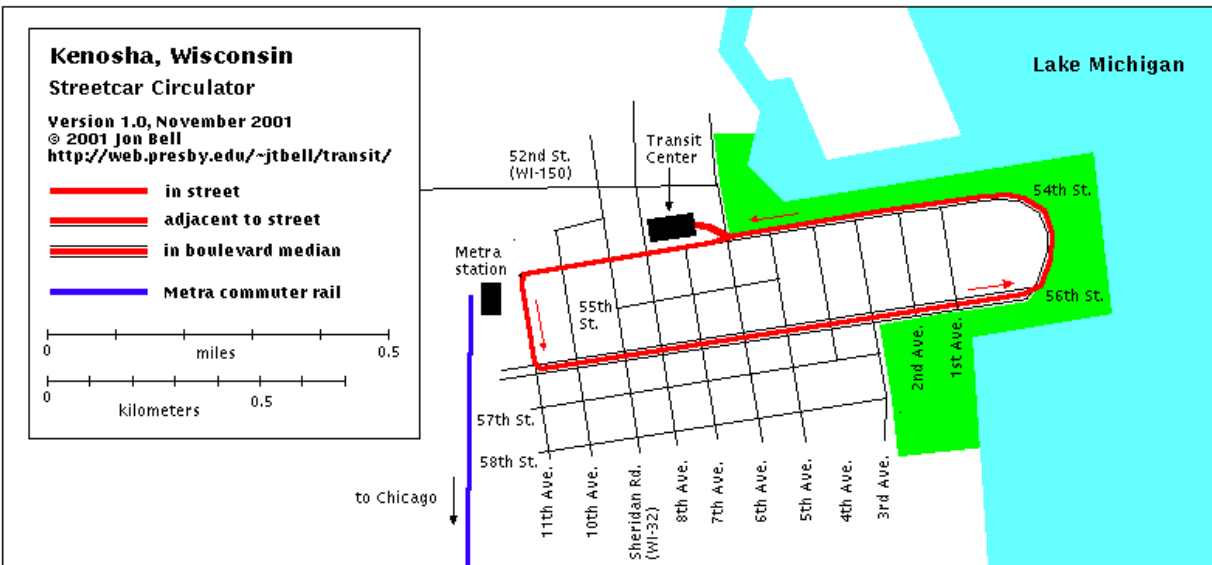 Kenosha, Wisconsin
Streetcar Circulator
Version 1.0, November 2001
© 2001 Jon Bell
http://web.presby.edu/~jtbell/transit/
in street
adjacent to street
in boulevard median
Metra commuter rail
0
miles
0.5
0
kilometers
0.5
Lake Michigan
Transit
Center
52nd St.
(WI-150)
54th St.
Metra
station
55th
St.
56th St.
2nd Ave.
1st Ave.
57th St.
58th St.
to Chicago
11th Ave.
10th Ave.
Sheridan Rd.
(WI-32)
8th Ave.
7th Ave.
6th Ave.
5th Ave.
4th Ave.
3rd Ave.